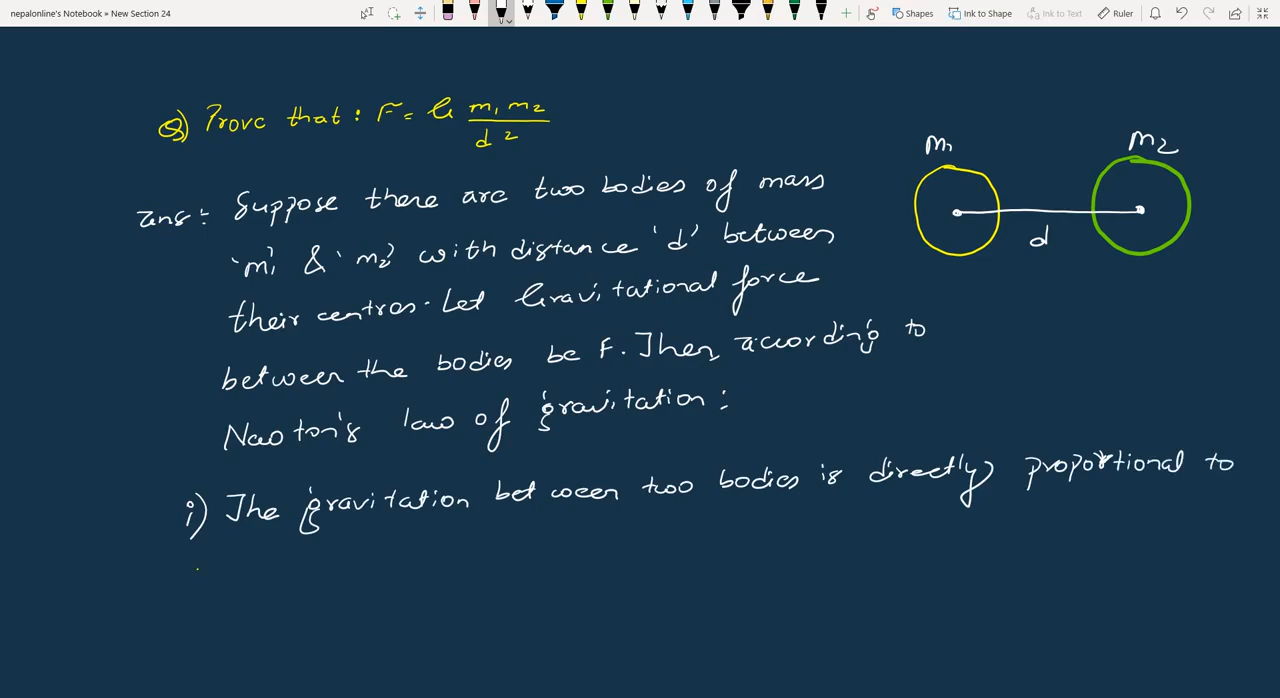 nepalonline's Notebook » New Section 24
Shapes Ink to Shape Ink to Text Ruler
Q) Prove that : F = G m₁ m₂ / d²
m₁ m₂
d
ans:- Suppose there are two bodies of mass
'm₁' & 'm₂' with distance 'd' between
their centres. Let Gravitational force
between the bodies be F. Then, according to
Newton's law of gravitation :
i) The gravitation between two bodies is directly proportional to